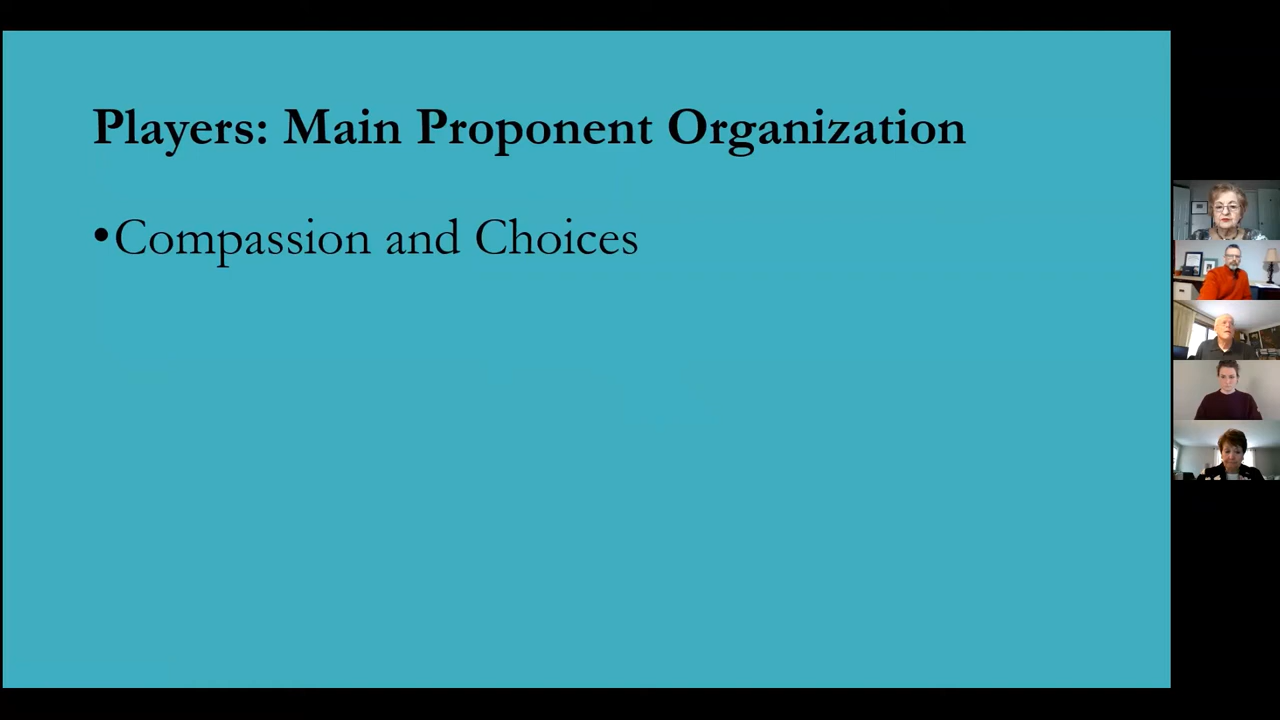 Players: Main Proponent Organization
•Compassion and Choices